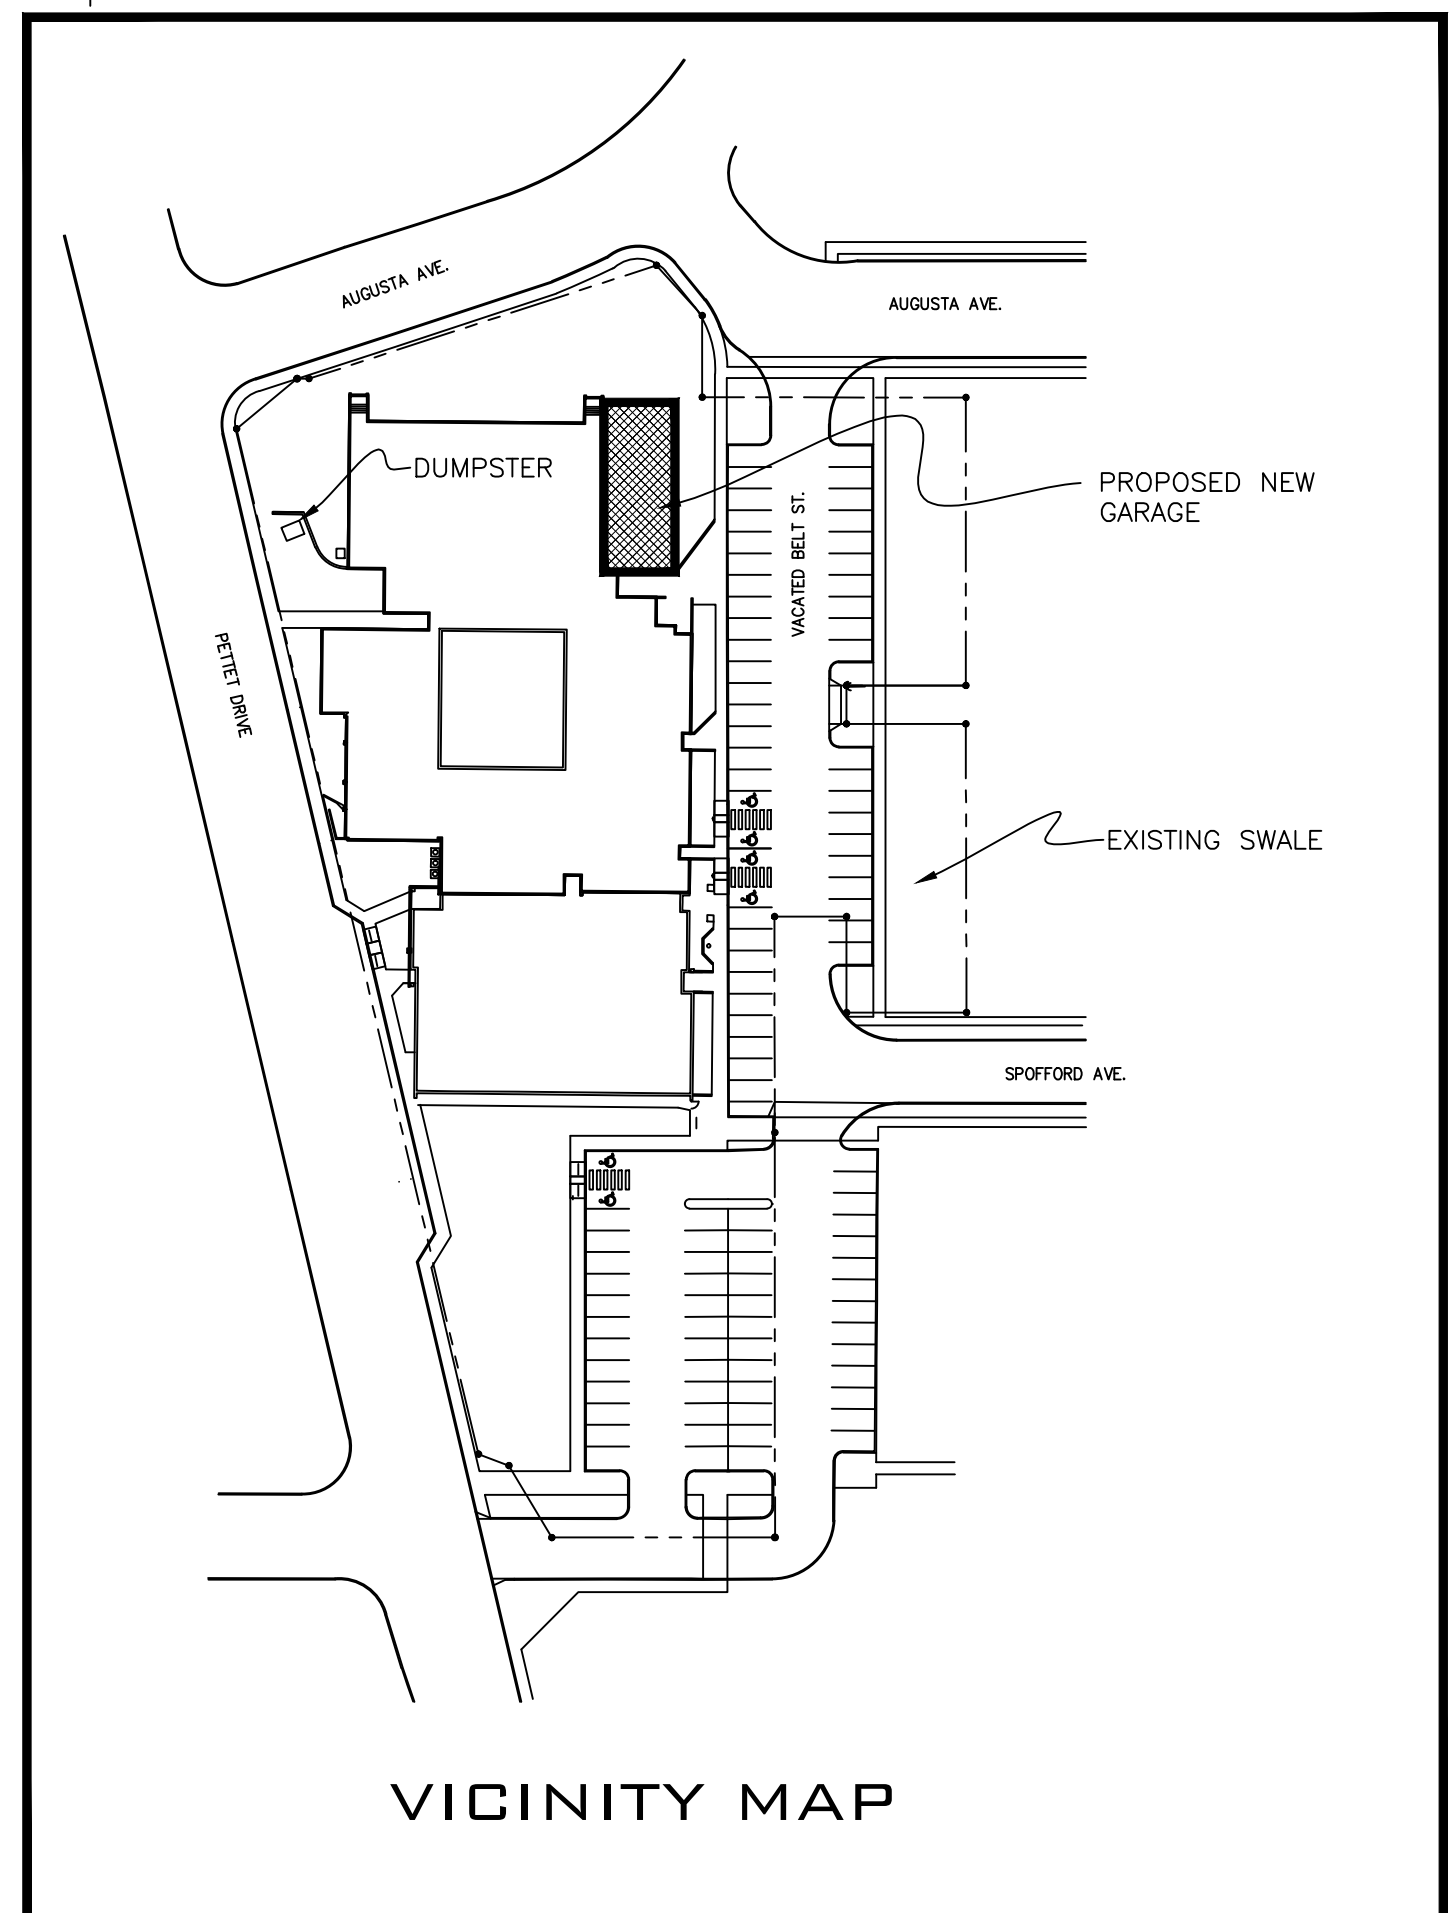 AUGUSTA AVE.
AUGUSTA AVE.
DUMPSTER
PROPOSED NEW
GARAGE
VACATED BELT ST.
PETTET DRIVE
EXISTING SWALE
SPOFFORD AVE.
VICINITY MAP